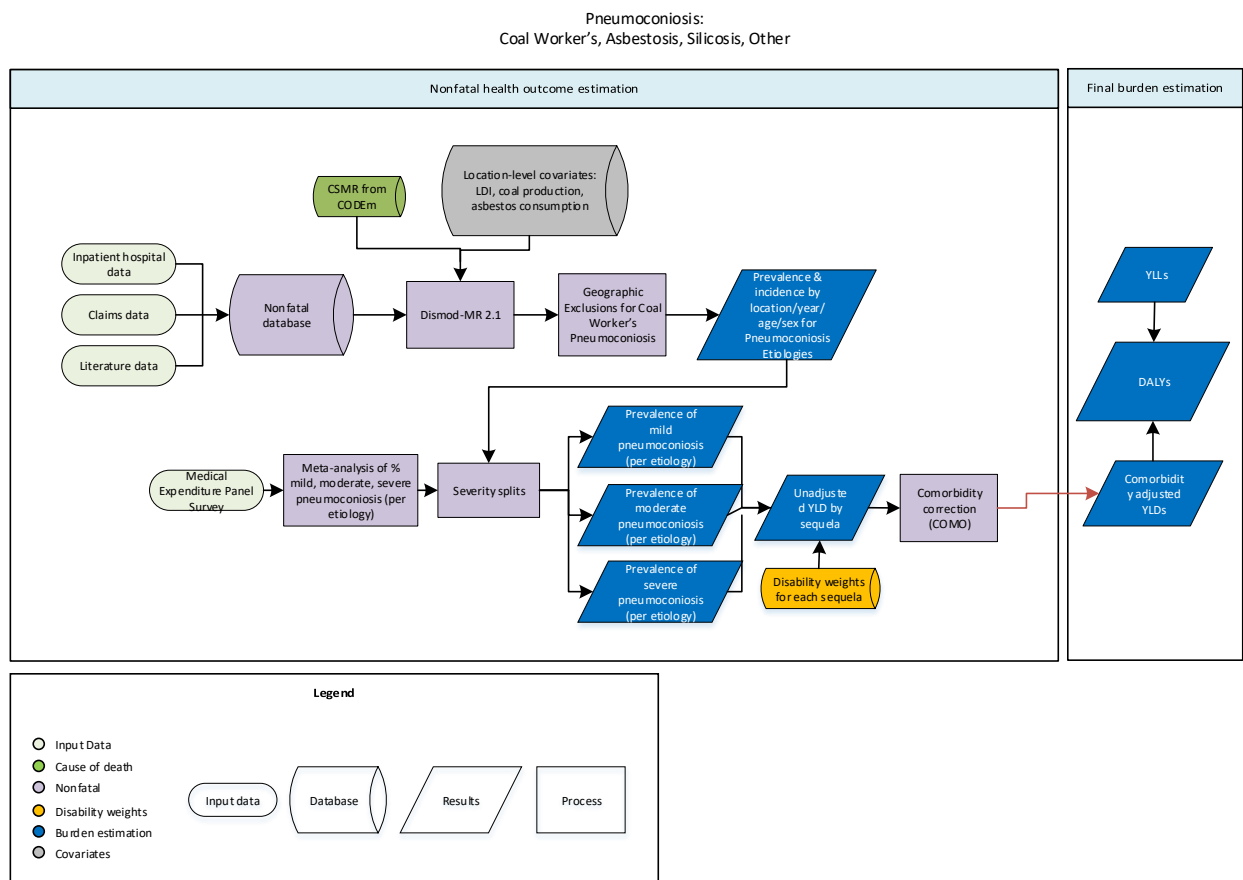 Pneumoconiosis:
Coal Worker's, Asbestosis, Silicosis, Other
Nonfatal health outcome estimation
Final burden estimation
CSMR from
CODEm
Location-level covariates:
LDI, coal production,
asbestos consumption
Inpatient hospital
data
Claims data
Literature data
Nonfatal
database
Dismod-MR 2.1
Geographic
Exclusions for Coal
Worker's
Pneumoconiosis
Prevalence &
incidence by
location/year/
age/sex for
Pneumoconiosis
Etiologies
YLLs
DALYs
Medical
Expenditure Panel
Survey
Meta-analysis of %
mild, moderate, severe
pneumoconiosis (per
etiology)
Severity splits
Prevalence of
mild
pneumoconiosis
(per etiology)
Prevalence of
moderate
pneumoconiosis
(per etiology)
Prevalence of
severe
pneumoconiosis
(per etiology)
Unadjuste
d YLD by
sequela
Disability weights
for each sequela
Comorbidity
correction
(COMO)
Comorbidit
y adjusted
YLDs
Legend
Input Data
Cause of death
Nonfatal
Disability weights
Burden estimation
Covariates
Input data
Database
Results
Process